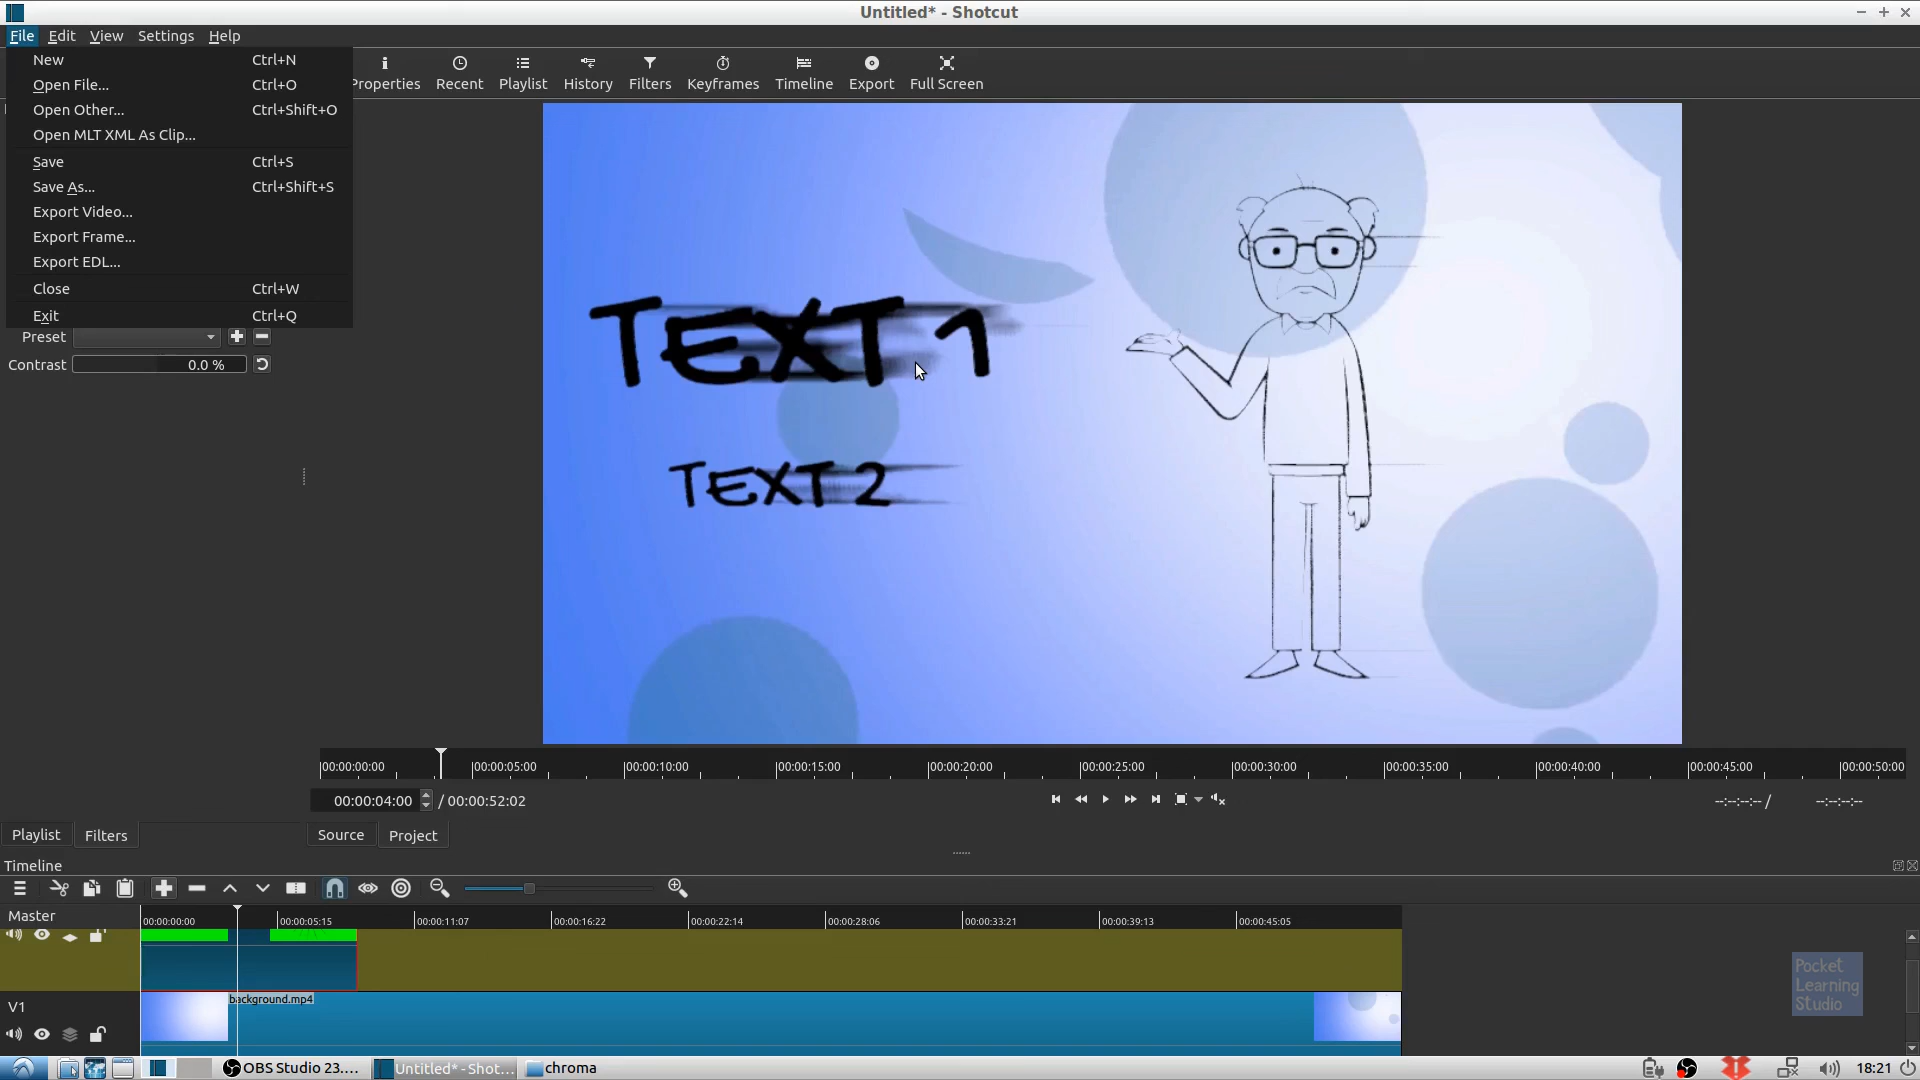 Untitled* - Shotcut
File Edit View Settings Help
New Ctrl+N
Open File... Ctrl+O
Open Other... Ctrl+Shift+O
Open MLT XML As Clip...
Save Ctrl+S
Save As... Ctrl+Shift+S
Export Video...
Export Frame...
Export EDL...
Close Ctrl+W
Exit Ctrl+Q
Properties Recent Playlist History Filters Keyframes Timeline Export Full Screen
Preset
Contrast 0.0 %
TEXT 1
TEXT 2
00:00:00:00 00:00:05:00 00:00:10:00 00:00:15:00 00:00:20:00 00:00:25:00 00:00:30:00 00:00:35:00 00:00:40:00 00:00:45:00 00:00:50:00
00:00:04:00 / 00:00:52:02 --:--:--:-- / --:--:--:--
Playlist Filters Source Project
Timeline
Master 00:00:00:00 00:00:05:15 00:00:11:07 00:00:16:22 00:00:22:14 00:00:28:06 00:00:33:21 00:00:39:13 00:00:45:05
V1 background.mp4
Pocket
Learning
Studio
OBS Studio 23.... Untitled* - Shot... chroma 18:21